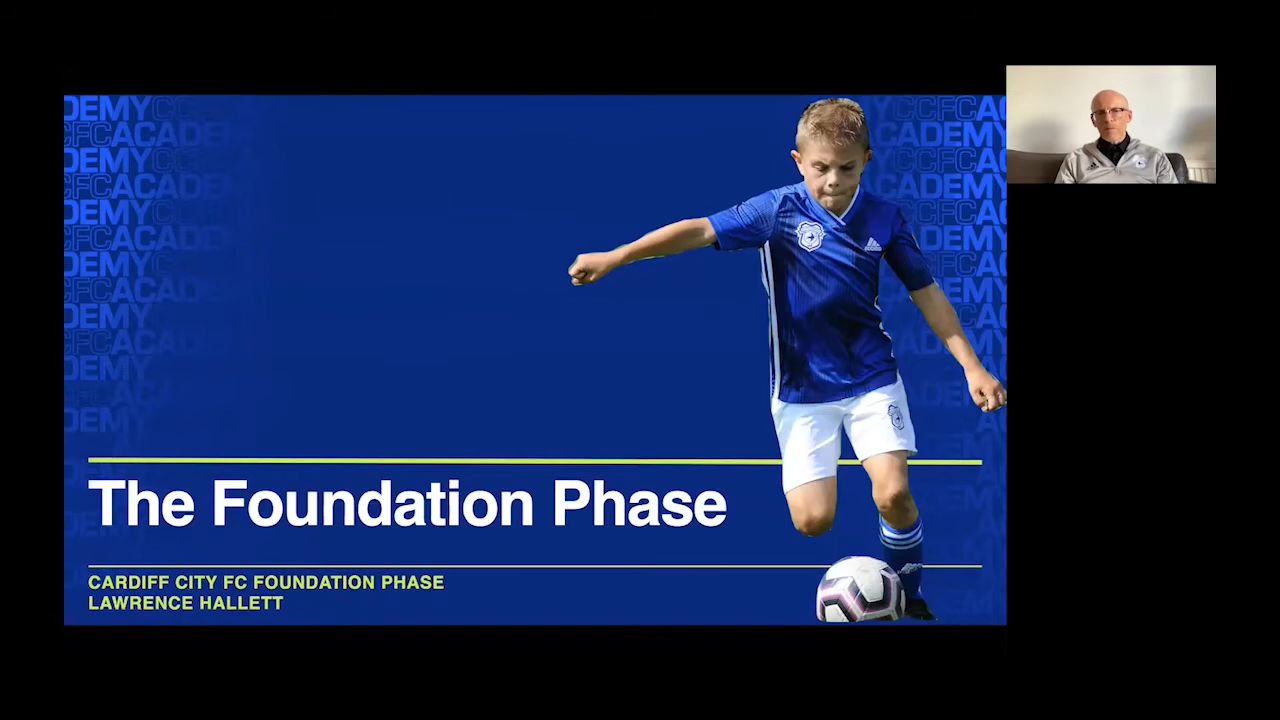 The Foundation Phase
CARDIFF CITY FC FOUNDATION PHASE
LAWRENCE HALLETT